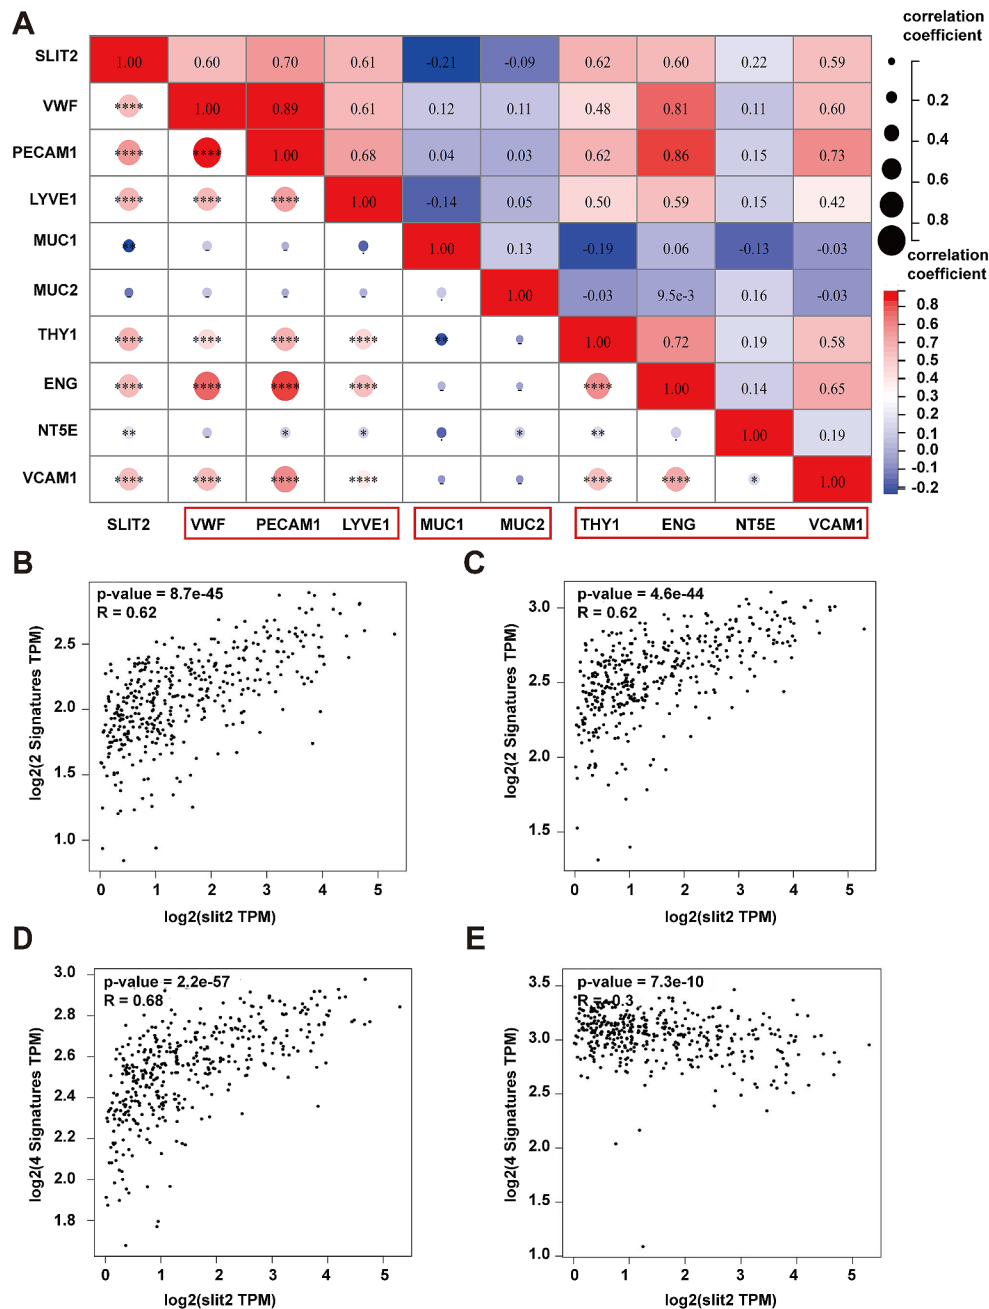 A
correlation
coefficient
SLIT2 1.00 0.60 0.70 0.61 -0.21 -0.09 0.62 0.60 0.22 0.59
VWF **** 1.00 0.89 0.61 0.12 0.11 0.48 0.81 0.11 0.60
0.2
PECAM1 **** **** 1.00 0.68 0.04 0.03 0.62 0.86 0.15 0.73
0.4
0.6
LYVE1 **** **** **** 1.00 -0.14 0.05 0.50 0.59 0.15 0.42
0.8
MUC1 ** - - - 1.00 0.13 -0.19 0.06 -0.13 -0.03
correlation
coefficient
MUC2 - - - - . 1.00 -0.03 9.5e-3 0.16 -0.03
THY1 **** **** **** **** ** - 1.00 0.72 0.19 0.58
ENG **** **** **** **** . - **** 1.00 0.14 0.65
NT5E ** - * * . * ** . 1.00 0.19
VCAM1 **** **** **** **** - - **** **** * 1.00
0.8
0.7
0.6
0.5
0.4
0.3
0.2
0.1
0.0
-0.1
-0.2
SLIT2 VWF PECAM1 LYVE1 MUC1 MUC2 THY1 ENG NT5E VCAM1
B
p-value = 8.7e-45
R = 0.62
log2(2 Signatures TPM)
2.5
2.0
1.5
1.0
0 1 2 3 4 5
log2(slit2 TPM)
C
p-value = 4.6e-44
R = 0.62
log2(2 Signatures TPM)
3.0
2.5
2.0
1.5
0 1 2 3 4 5
log2(slit2 TPM)
D
p-value = 2.2e-57
R = 0.68
log2(4 Signatures TPM)
3.0
2.8
2.6
2.4
2.2
2.0
1.8
0 1 2 3 4 5
log2(slit2 TPM)
E
p-value = 7.3e-10
R = -0.3
log2(4 Signatures TPM)
3.5
3.0
2.5
2.0
1.5
1.0
0 1 2 3 4 5
log2(slit2 TPM)